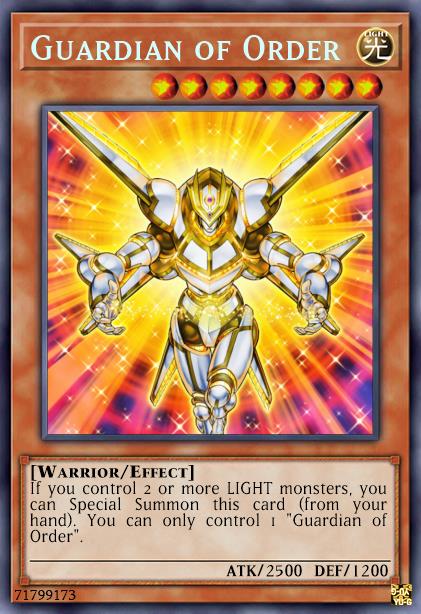 GUARDIAN OF ORDER
LIGHT
光
[WARRIOR/EFFECT]
If you control 2 or more LIGHT monsters, you
can Special Summon this card (from your
hand). You can only control 1 "Guardian of
Order".
ATK/2500 DEF/1200
71799173